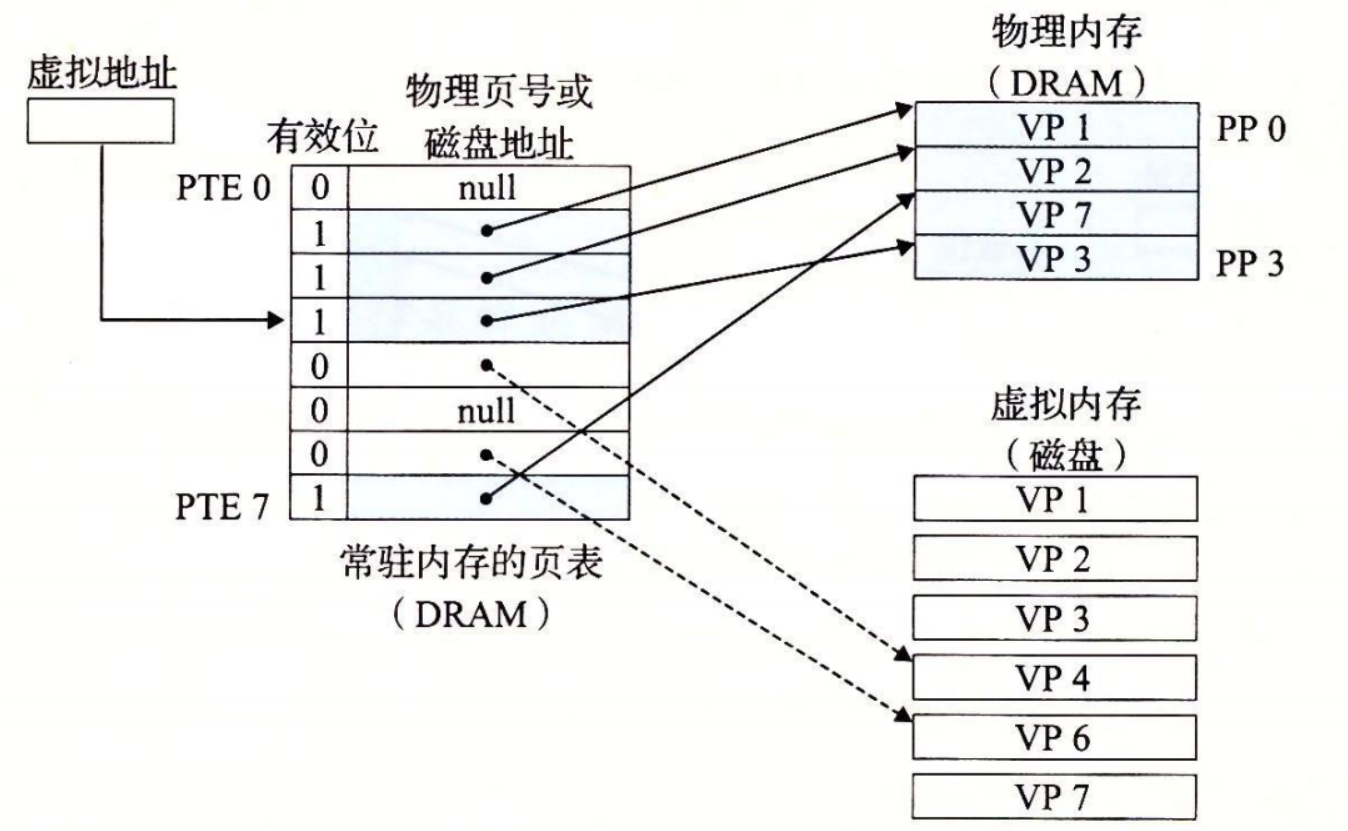 虚拟地址
物理页号或
磁盘地址
有效位
PTE 0
0 null
1
1
1
0
0 null
0
PTE 7
1
常驻内存的页表
(DRAM)
物理内存
(DRAM)
VP 1 PP 0
VP 2
VP 7
VP 3 PP 3
虚拟内存
(磁盘)
VP 1
VP 2
VP 3
VP 4
VP 6
VP 7